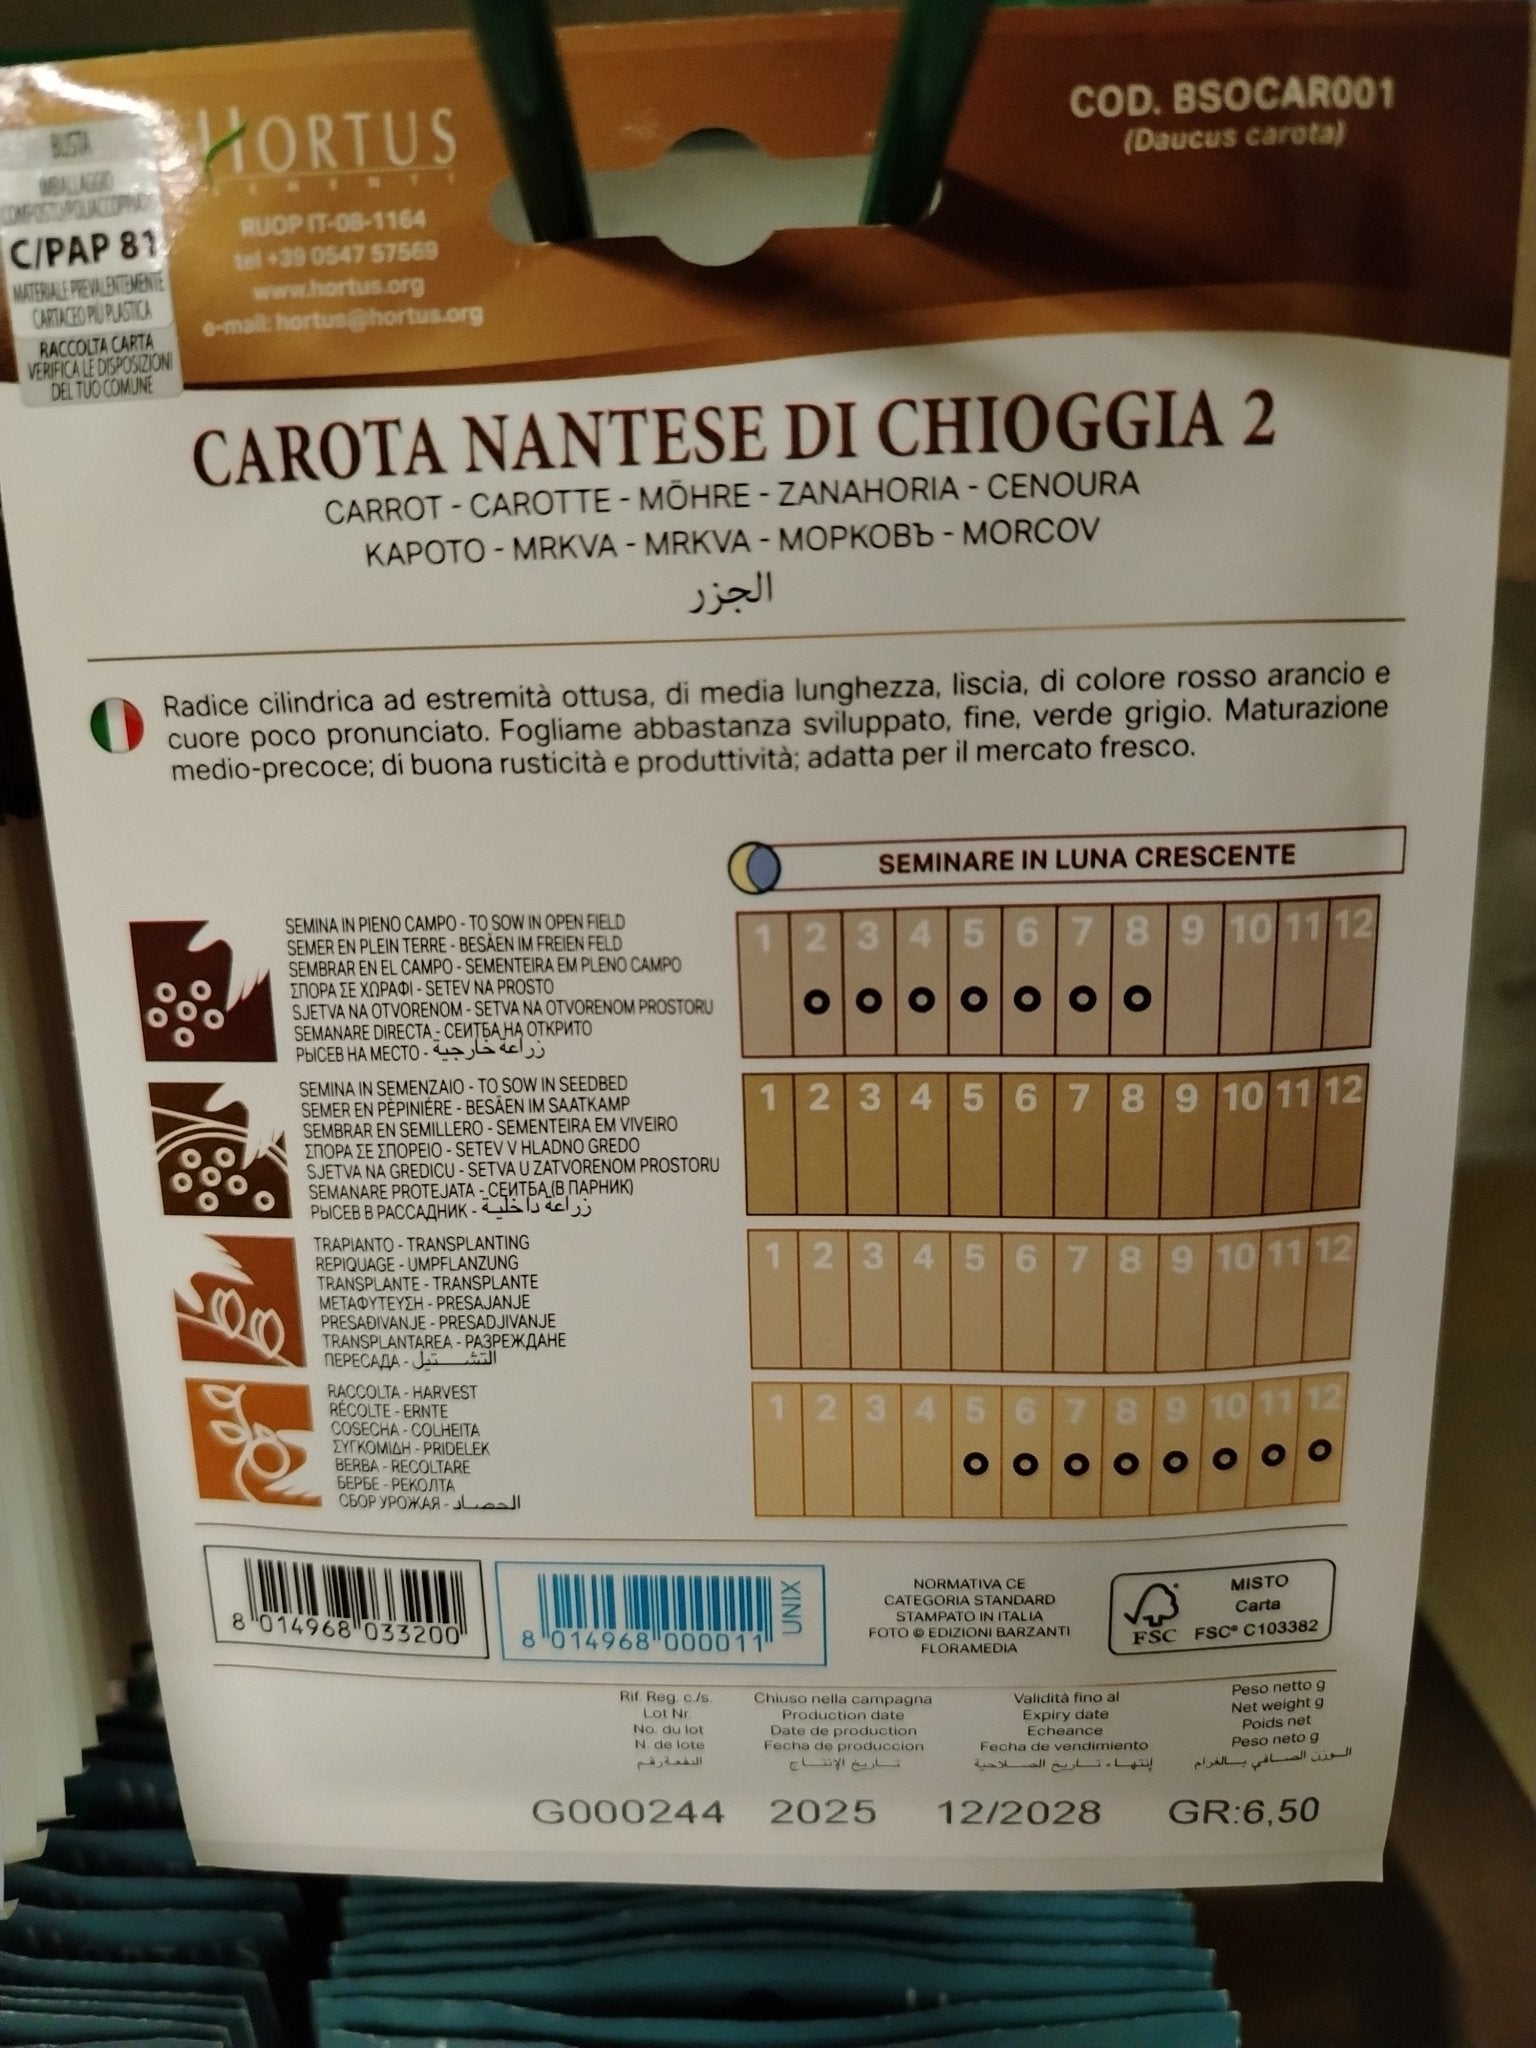 BUSTA
IMBALLAGGIO
COMPOSTO/POLIACCOPPIATO
C/PAP 81
MATERIALE PREVALENTEMENTE
CARTACEO PIÙ PLASTICA
RACCOLTA CARTA
VERIFICA LE DISPOSIZIONI
DEL TUO COMUNE
HORTUS
SEMENTI
RUOP IT-08-1164
tel +39 0547 57569
www.hortus.org
e-mail: hortus@hortus.org
COD. BSOCAR001
(Daucus carota)
CAROTA NANTESE DI CHIOGGIA 2
CARROT - CAROTTE - MÖHRE - ZANAHORIA - CENOURA
ΚΑΡΟΤΟ - MRKVA - MRKVA - МОРКОВЪ - MORCOV
الجزر
Radice cilindrica ad estremità ottusa, di media lunghezza, liscia, di colore rosso arancio e
cuore poco pronunciato. Fogliame abbastanza sviluppato, fine, verde grigio. Maturazione
medio-precoce; di buona rusticità e produttività; adatta per il mercato fresco.
SEMINARE IN LUNA CRESCENTE
SEMINA IN PIENO CAMPO - TO SOW IN OPEN FIELD
SEMER EN PLEIN TERRE - BESÄEN IM FREIEN FELD
SEMBRAR EN EL CAMPO - SEMENTEIRA EM PLENO CAMPO
ΣΠΟΡΑ ΣΕ ΧΩΡΑΦΙ - SETEV NA PROSTO
SJETVA NA OTVORENOM - SETVA NA OTVORENOM PROSTORU
SEMANARE DIRECTA - СЕИТБА НА ОТКРИТО
РЫСЕВ НА МЕСТО - زراعة خارجية
1 2 3 4 5 6 7 8 9 10 11 12
SEMINA IN SEMENZAIO - TO SOW IN SEEDBED
SEMER EN PÈPINIÉRE - BESÄEN IM SAATKAMP
SEMBRAR EN SEMILLERO - SEMENTEIRA EM VIVEIRO
ΣΠΟΡΑ ΣΕ ΣΠΟΡΕΙΟ - SETEV V HLADNO GREDO
SJETVA NA GREDICU - SETVA U ZATVORENOM PROSTORU
SEMANARE PROTEJATA - СЕИТБА (В ПАРНИК)
РЫСЕВ В РАССАДНИК - زراعة داخلية
1 2 3 4 5 6 7 8 9 10 11 12
TRAPIANTO - TRANSPLANTING
REPIQUAGE - UMPFLANZUNG
TRANSPLANTE - TRANSPLANTE
ΜΕΤΑΦΥΤΕΥΣΗ - PRESAJANJE
PRESAĐIVANJE - PRESADJIVANJE
TRANSPLANTAREA - РАЗРЕЖДАНЕ
ПЕРЕСАДА - التشتيل
1 2 3 4 5 6 7 8 9 10 11 12
RACCOLTA - HARVEST
RÉCOLTE - ERNTE
COSECHA - COLHEITA
ΣΥΓΚΟΜΙΔΗ - PRIDELEK
BERBA - RECOLTARE
БЕРБЕ - РЕКОЛТА
СБОР УРОЖАЯ - الحصاد
1 2 3 4 5 6 7 8 9 10 11 12
8 014968 033200
8 014968 000011
UNIX
NORMATIVA CE
CATEGORIA STANDARD
STAMPATO IN ITALIA
FOTO © EDIZIONI BARZANTI
FLORAMEDIA
FSC
MISTO
Carta
FSC® C103382
Rif. Reg. c./s.
Lot Nr.
No. du lot
N. de lote
الدفعة رقم
Chiuso nella campagna
Production date
Date de production
Fecha de produccion
تاريخ الإنتاج
Validità fino al
Expiry date
Echeance
Fecha de vendimiento
إنتهاء تاريخ الصلاحية
Peso netto g
Net weight g
Poids net
Peso neto g
الوزن الصافي بالغرام
G000244 2025 12/2028 GR:6,50